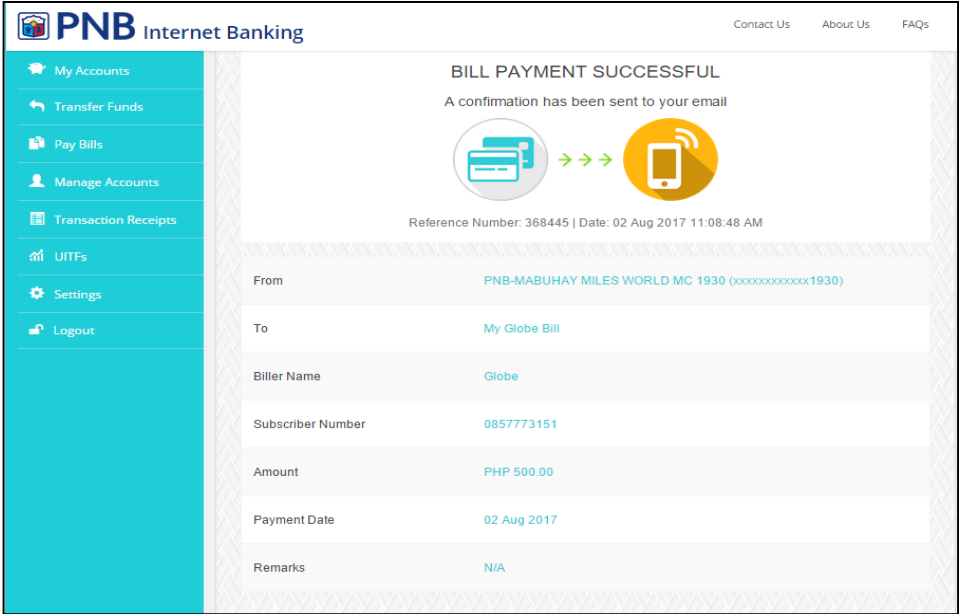 PNB Internet Banking
Contact Us About Us FAQs
My Accounts
Transfer Funds
Pay Bills
Manage Accounts
Transaction Receipts
UITFs
Settings
Logout
BILL PAYMENT SUCCESSFUL
A confirmation has been sent to your email
Reference Number: 368445 | Date: 02 Aug 2017 11:08:48 AM
From PNB-MABUHAY MILES WORLD MC 1930 (xxxxxxxxxxxx1930)
To My Globe Bill
Biller Name Globe
Subscriber Number 0857773151
Amount PHP 500.00
Payment Date 02 Aug 2017
Remarks N/A